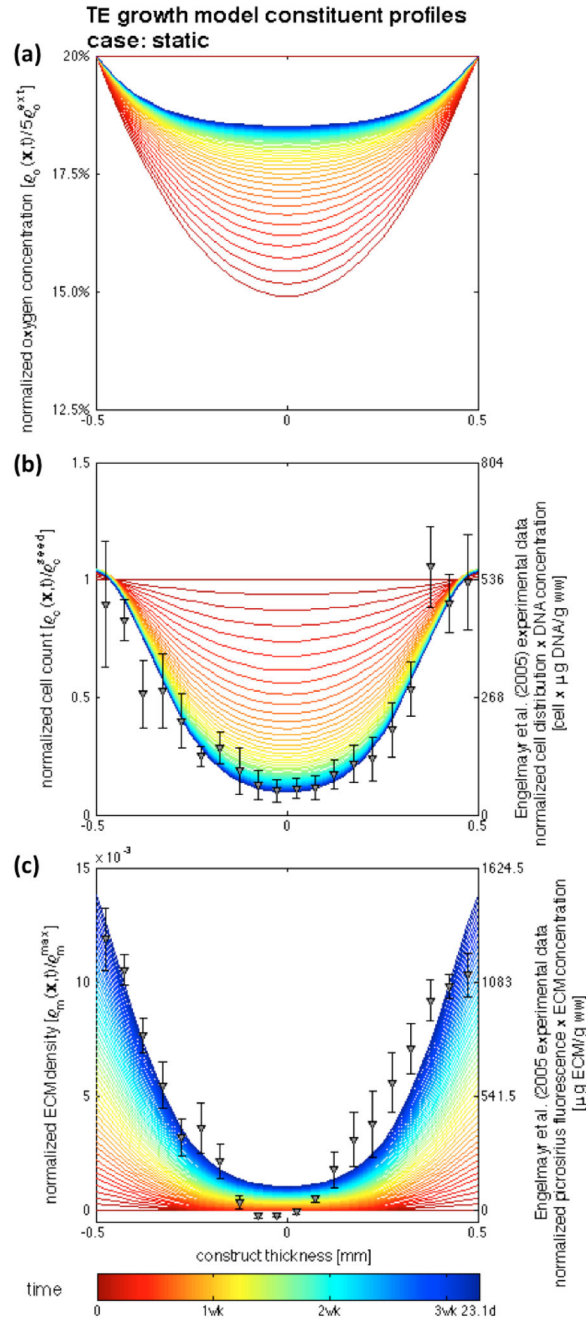 TE growth model constituent profiles
case: static
(a)
20%
17.5%
15.0%
12.5%
-0.5
0
0.5
normalized oxygen concentration [ϱo(x,t)/5ϱo^ext]
(b)
1.5
1
0.5
0
804
536
268
0
-0.5
0
0.5
normalized cell count [ϱc(x,t)/ϱc^seed]
Engelmayr et al. (2005) experimental data
normalized cell distribution x DNA concentration
[cell x μg DNA/g ww]
(c)
×10^-3
15
10
5
0
1624.5
1083
541.5
0
-0.5
0
0.5
normalized ECM density [ϱm(x,t)/ϱm^max]
Engelmayr et al. (2005 experimental data
normalized picrosirius fluorescence x ECM concentration
[μg ECM/g ww]
construct thickness [mm]
time
0
1wk
2wk
3wk 23.1d